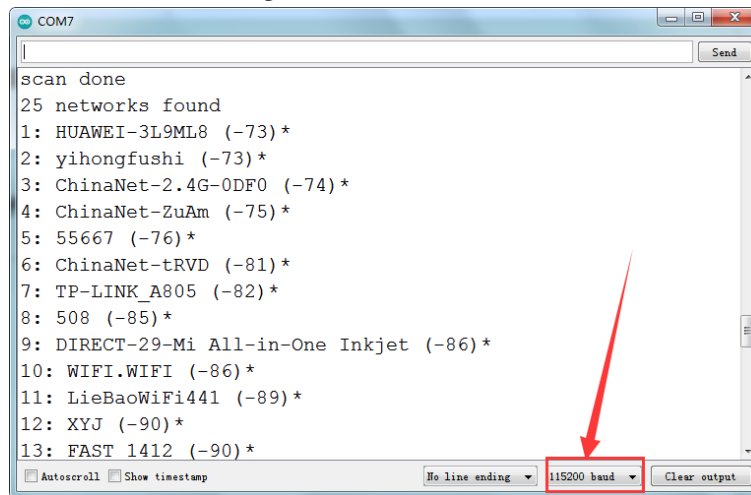 COM7
Send
scan done
25 networks found
1: HUAWEI-3L9ML8 (-73)*
2: yihongfushi (-73)*
3: ChinaNet-2.4G-0DF0 (-74)*
4: ChinaNet-ZuAm (-75)*
5: 55667 (-76)*
6: ChinaNet-tRVD (-81)*
7: TP-LINK_A805 (-82)*
8: 508 (-85)*
9: DIRECT-29-Mi All-in-One Inkjet (-86)*
10: WIFI.WIFI (-86)*
11: LieBaoWiFi441 (-89)*
12: XYJ (-90)*
13: FAST 1412 (-90)*
Autoscroll Show timestamp No line ending 115200 baud Clear output